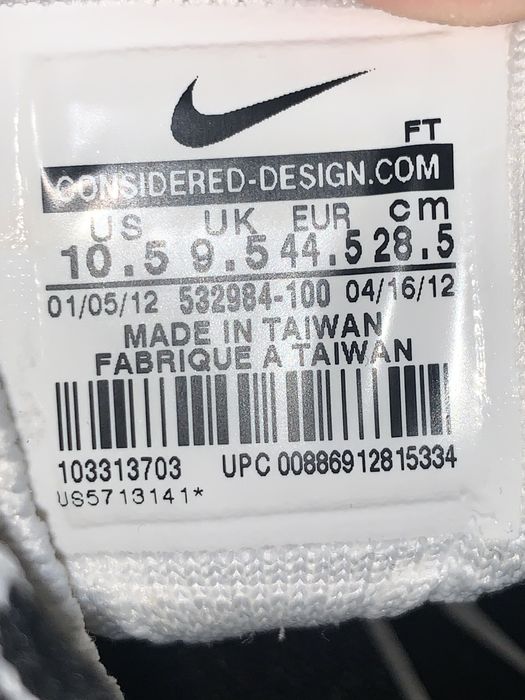 FT
CONSIDERED-DESIGN.COM
US UK EUR cm
10.5 9.5 44.5 28.5
01/05/12 532984-100 04/16/12
MADE IN TAIWAN
FABRIQUE A TAIWAN
103313703 UPC 00886912815334
US5713141*